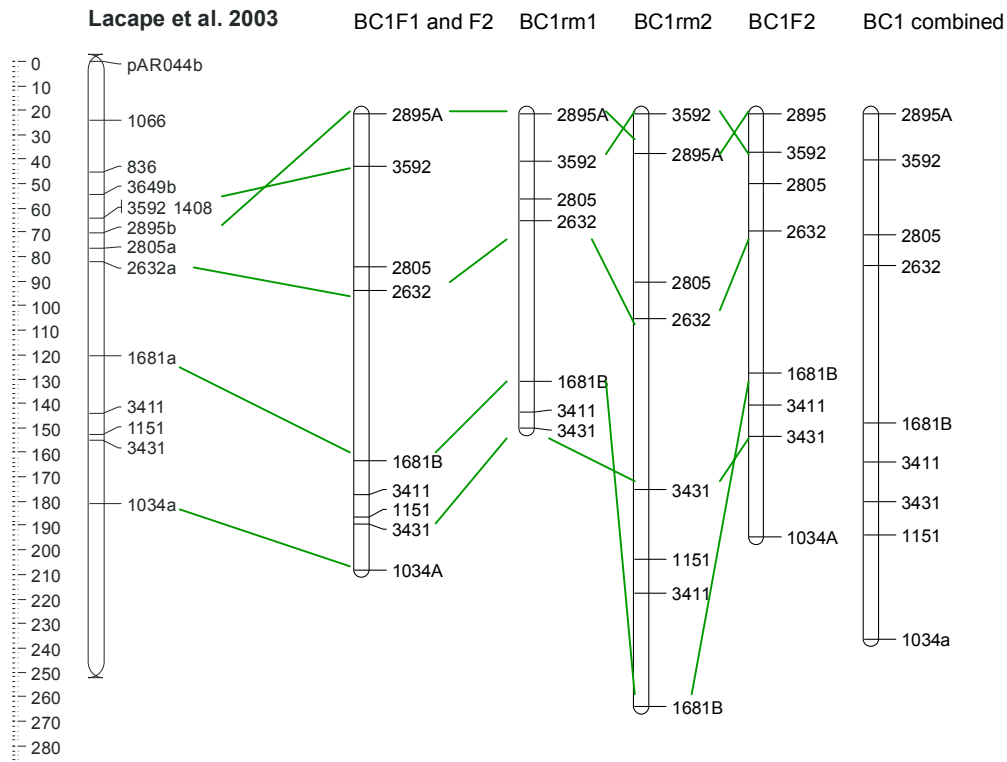 Lacape et al. 2003
BC1F1 and F2
BC1rm1
BC1rm2
BC1F2
BC1 combined
0
10
20
30
40
50
60
70
80
90
100
110
120
130
140
150
160
170
180
190
200
210
220
230
240
250
260
270
280
pAR044b
1066
836
3649b
3592 1408
2895b
2805a
2632a
1681a
3411
1151
3431
1034a
2895A
3592
2805
2632
1681B
3411
1151
3431
1034A
2895A
3592
2805
2632
1681B
3411
3431
3592
2895A
2805
2632
3431
1151
3411
1681B
2895
3592
2805
2632
1681B
3411
3431
1034A
2895A
3592
2805
2632
1681B
3411
3431
1151
1034a